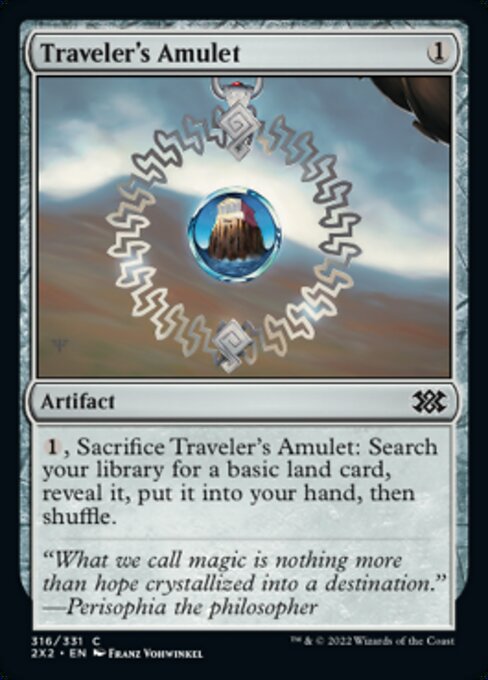 Traveler's Amulet 1
Artifact
1, Sacrifice Traveler's Amulet: Search
your library for a basic land card,
reveal it, put it into your hand, then
shuffle.
"What we call magic is nothing more
than hope crystallized into a destination."
—Perisophia the philosopher
316/331 C ™ & © 2022 Wizards of the Coast
2X2 • EN Franz Vohwinkel